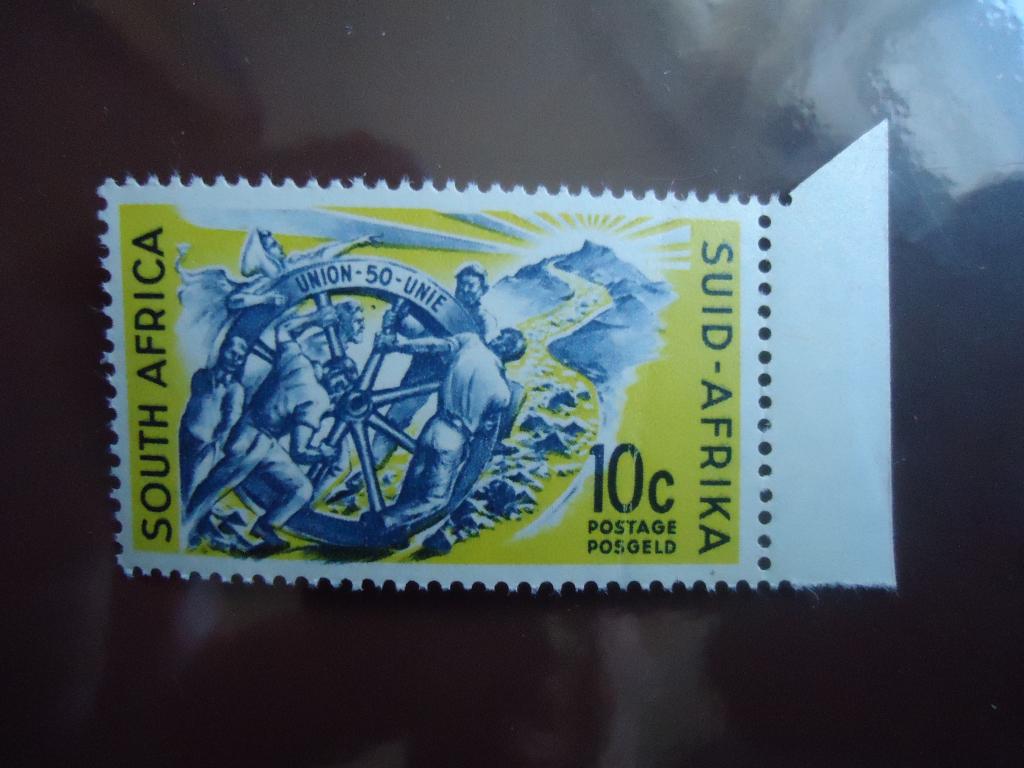 SOUTH AFRICA
UNION-50-UNIE
SUID-AFRIKA
10c
POSTAGE
POSGELD